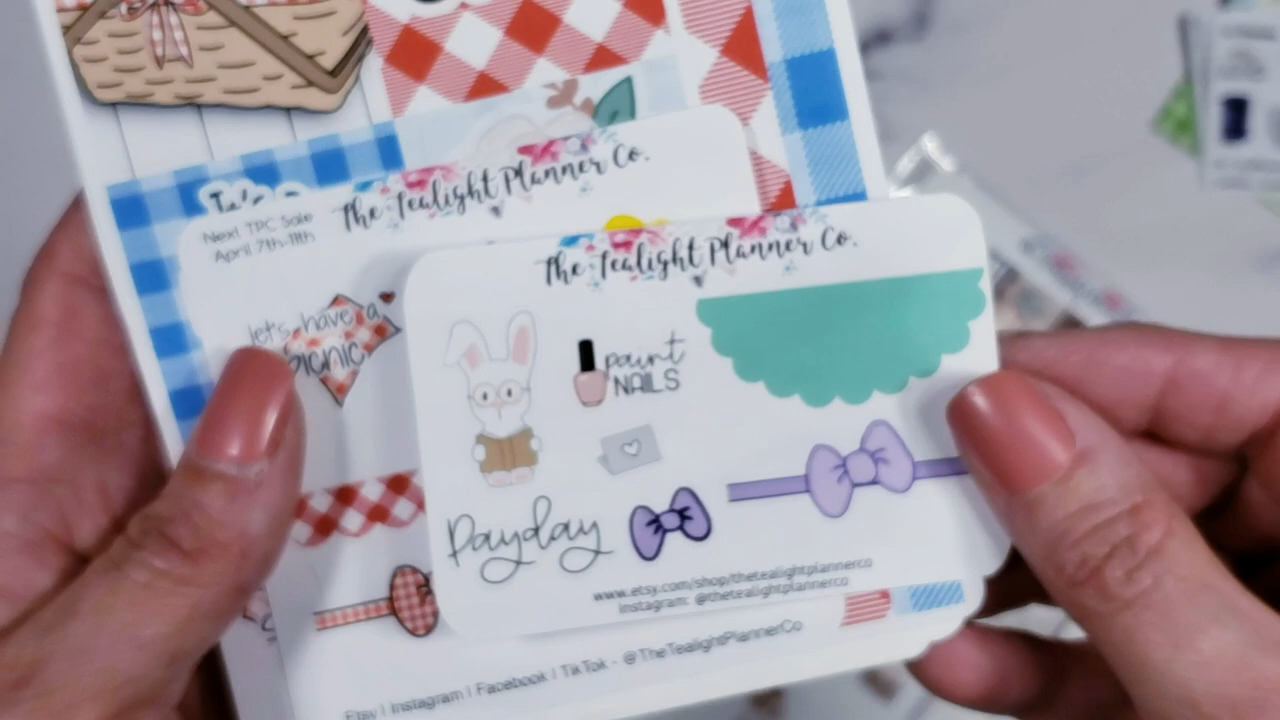 The Tealight Planner Co.
Next TPC Sale
April 7th-11th
let's have a
picnic
The Tealight Planner Co.
paint
NAILS
Payday
www.etsy.com/shop/thetealightplannerco
Instagram: @thetealightplannerco
Etsy | Instagram | Facebook | TikTok - @TheTealightPlannerCo